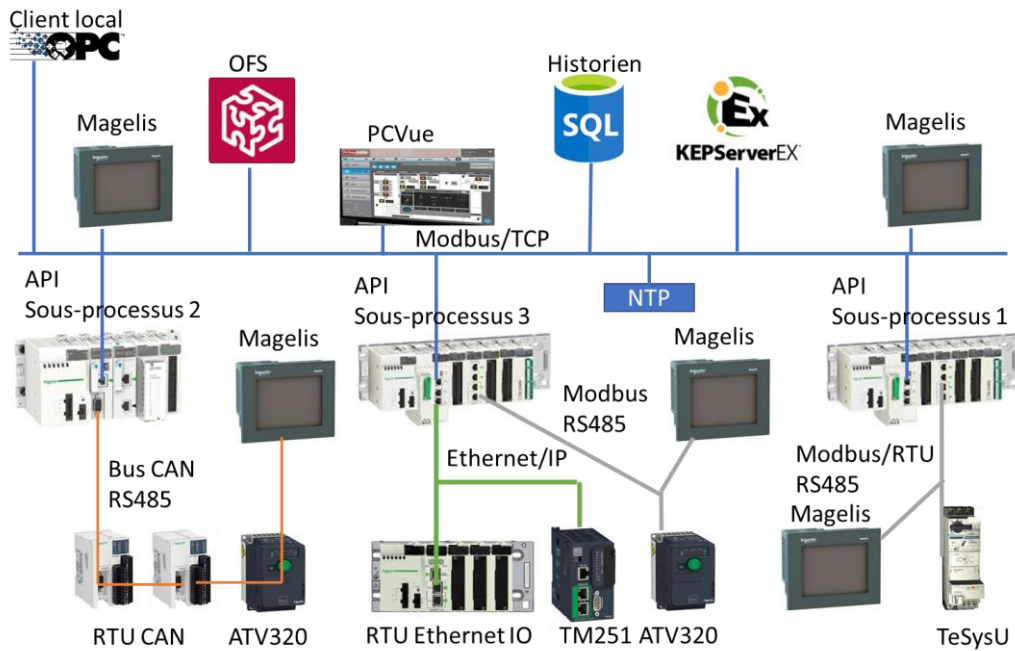 Client local
OPC
OFS
Historien
SQL
Ex
KEPServerEX
Magelis
PCVue
Magelis
Modbus/TCP
NTP
API
Sous-processus 2
API
Sous-processus 3
API
Sous-processus 1
Magelis
Magelis
Modbus
RS485
Ethernet/IP
Bus CAN
RS485
Modbus/RTU
RS485
Magelis
RTU CAN
ATV320
RTU Ethernet IO
TM251
ATV320
TeSysU